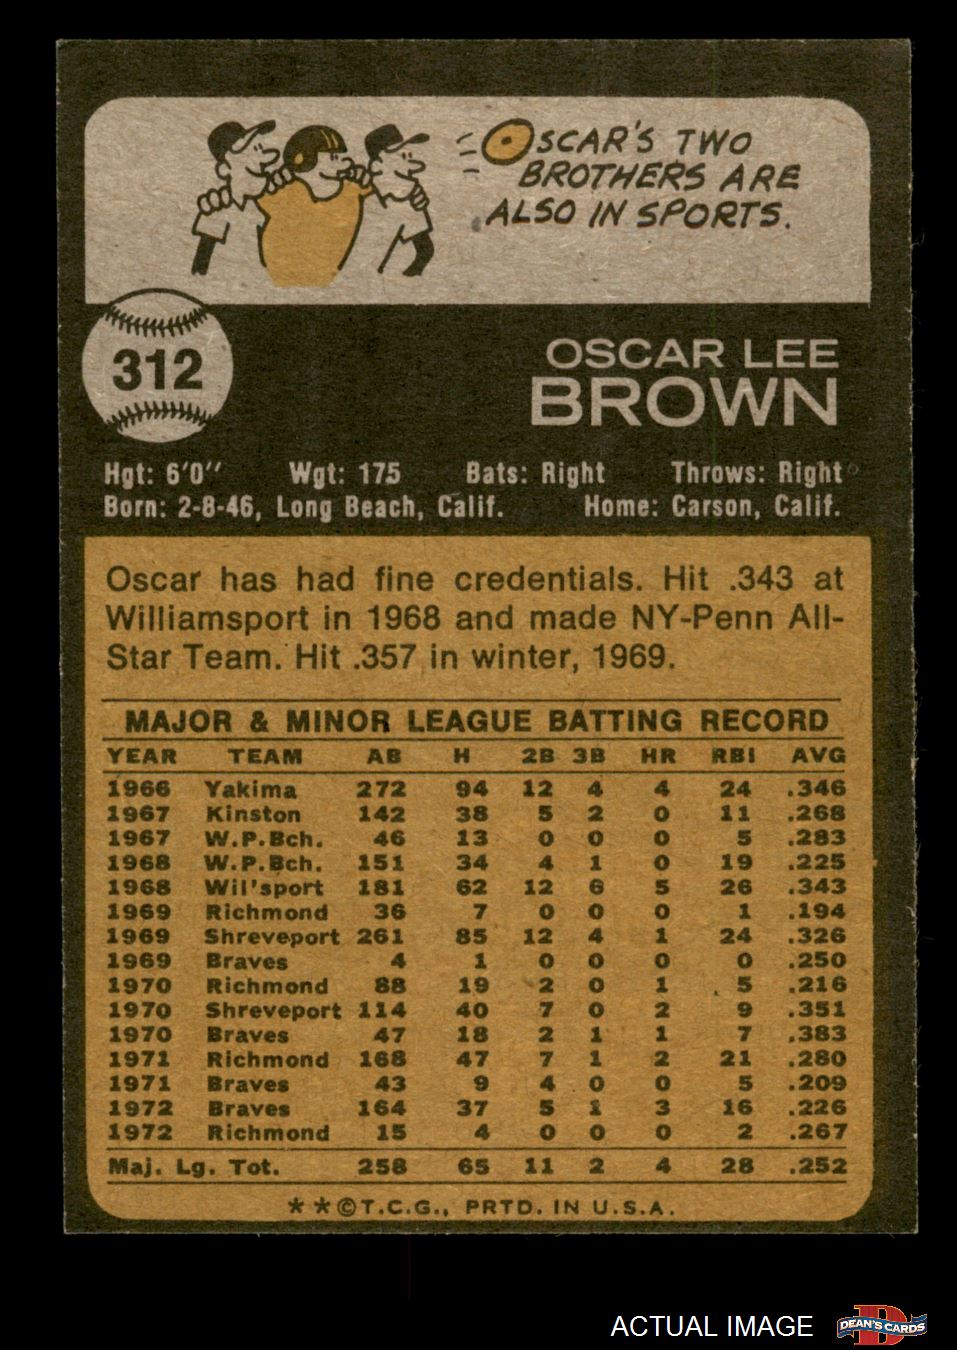 OSCAR'S TWO
BROTHERS ARE
ALSO IN SPORTS.
312
OSCAR LEE
BROWN
Hgt: 6'0" Wgt: 175 Bats: Right Throws: Right
Born: 2-8-46, Long Beach, Calif. Home: Carson, Calif.
Oscar has had fine credentials. Hit .343 at
Williamsport in 1968 and made NY-Penn All-
Star Team. Hit .357 in winter, 1969.
MAJOR & MINOR LEAGUE BATTING RECORD
YEAR TEAM AB H 2B 3B HR RBI AVG
1966 Yakima 272 94 12 4 4 24 .346
1967 Kinston 142 38 5 2 0 11 .268
1967 W.P.Bch. 46 13 0 0 0 5 .283
1968 W.P.Bch. 151 34 4 1 0 19 .225
1968 Wil'sport 181 62 12 6 5 26 .343
1969 Richmond 36 7 0 0 0 1 .194
1969 Shreveport 261 85 12 4 1 24 .326
1969 Braves 4 1 0 0 0 0 .250
1970 Richmond 88 19 2 0 1 5 .216
1970 Shreveport 114 40 7 0 2 9 .351
1970 Braves 47 18 2 1 1 7 .383
1971 Richmond 168 47 7 1 2 21 .280
1971 Braves 43 9 4 0 0 5 .209
1972 Braves 164 37 5 1 3 16 .226
1972 Richmond 15 4 0 0 0 2 .267
Maj. Lg. Tot. 258 65 11 2 4 28 .252
**©T.C.G., PRTD. IN U.S.A.
ACTUAL IMAGE
D
DEAN'S CARDS